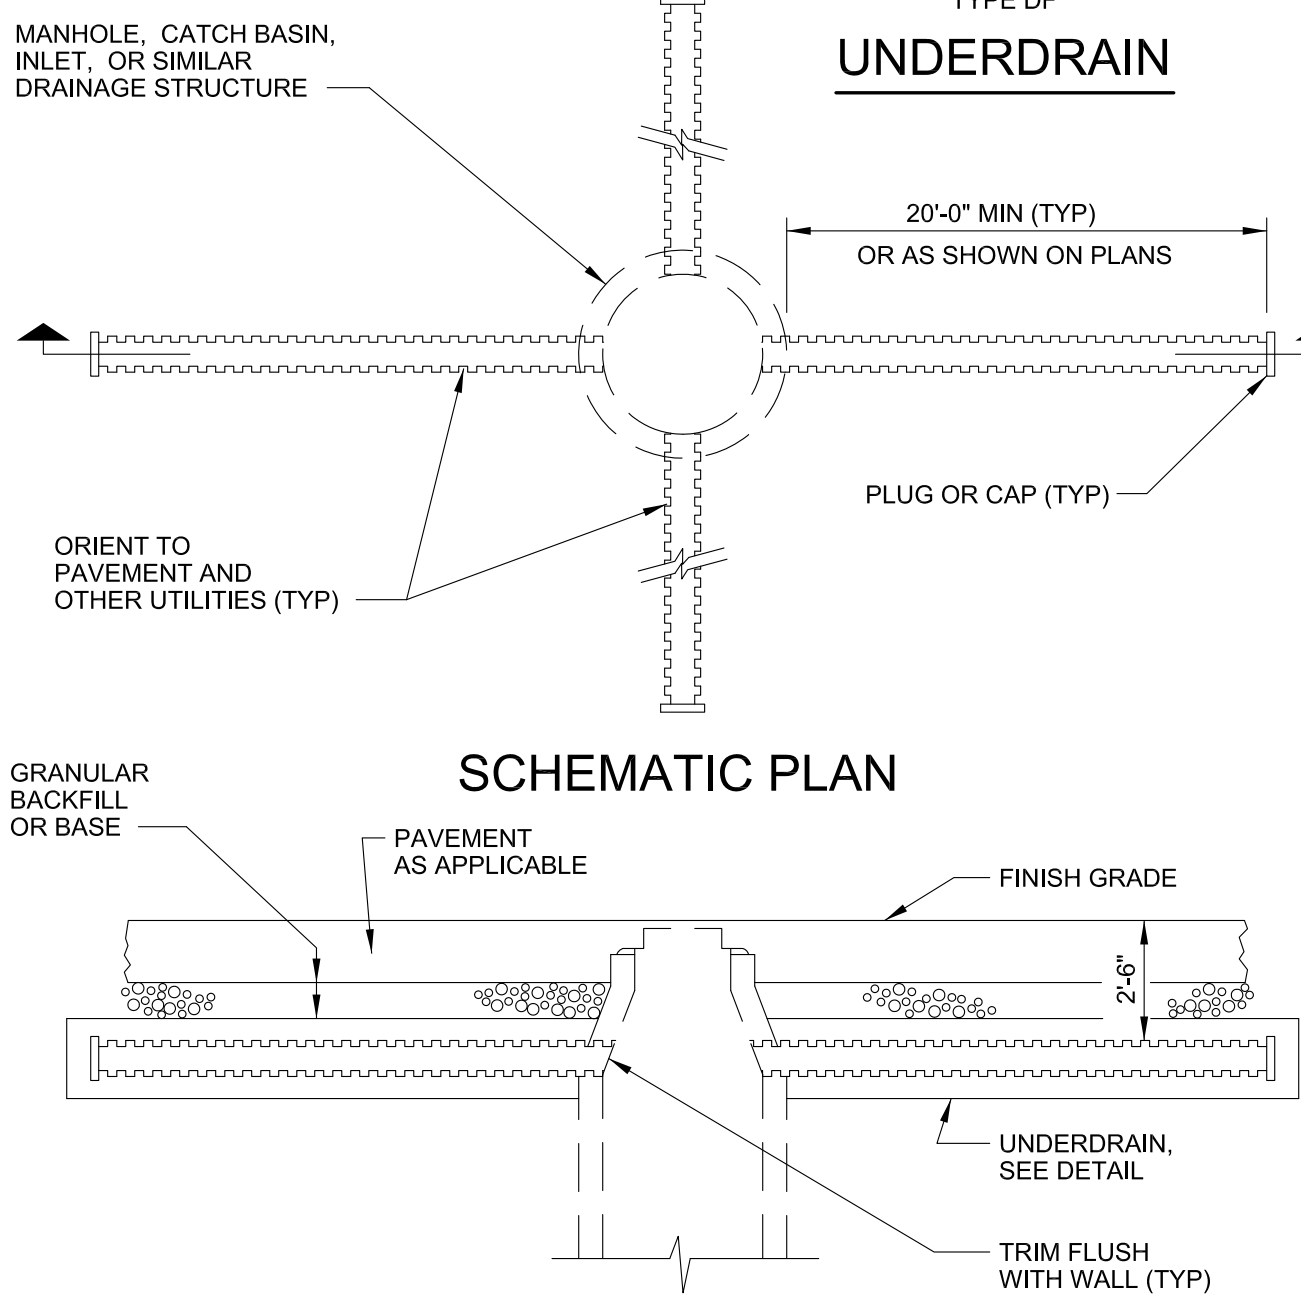 TYPE DF
UNDERDRAIN
MANHOLE, CATCH BASIN,
INLET, OR SIMILAR
DRAINAGE STRUCTURE
20'-0" MIN (TYP)
OR AS SHOWN ON PLANS
PLUG OR CAP (TYP)
ORIENT TO
PAVEMENT AND
OTHER UTILITIES (TYP)
SCHEMATIC PLAN
GRANULAR
BACKFILL
OR BASE
PAVEMENT
AS APPLICABLE
FINISH GRADE
2'-6"
UNDERDRAIN,
SEE DETAIL
TRIM FLUSH
WITH WALL (TYP)